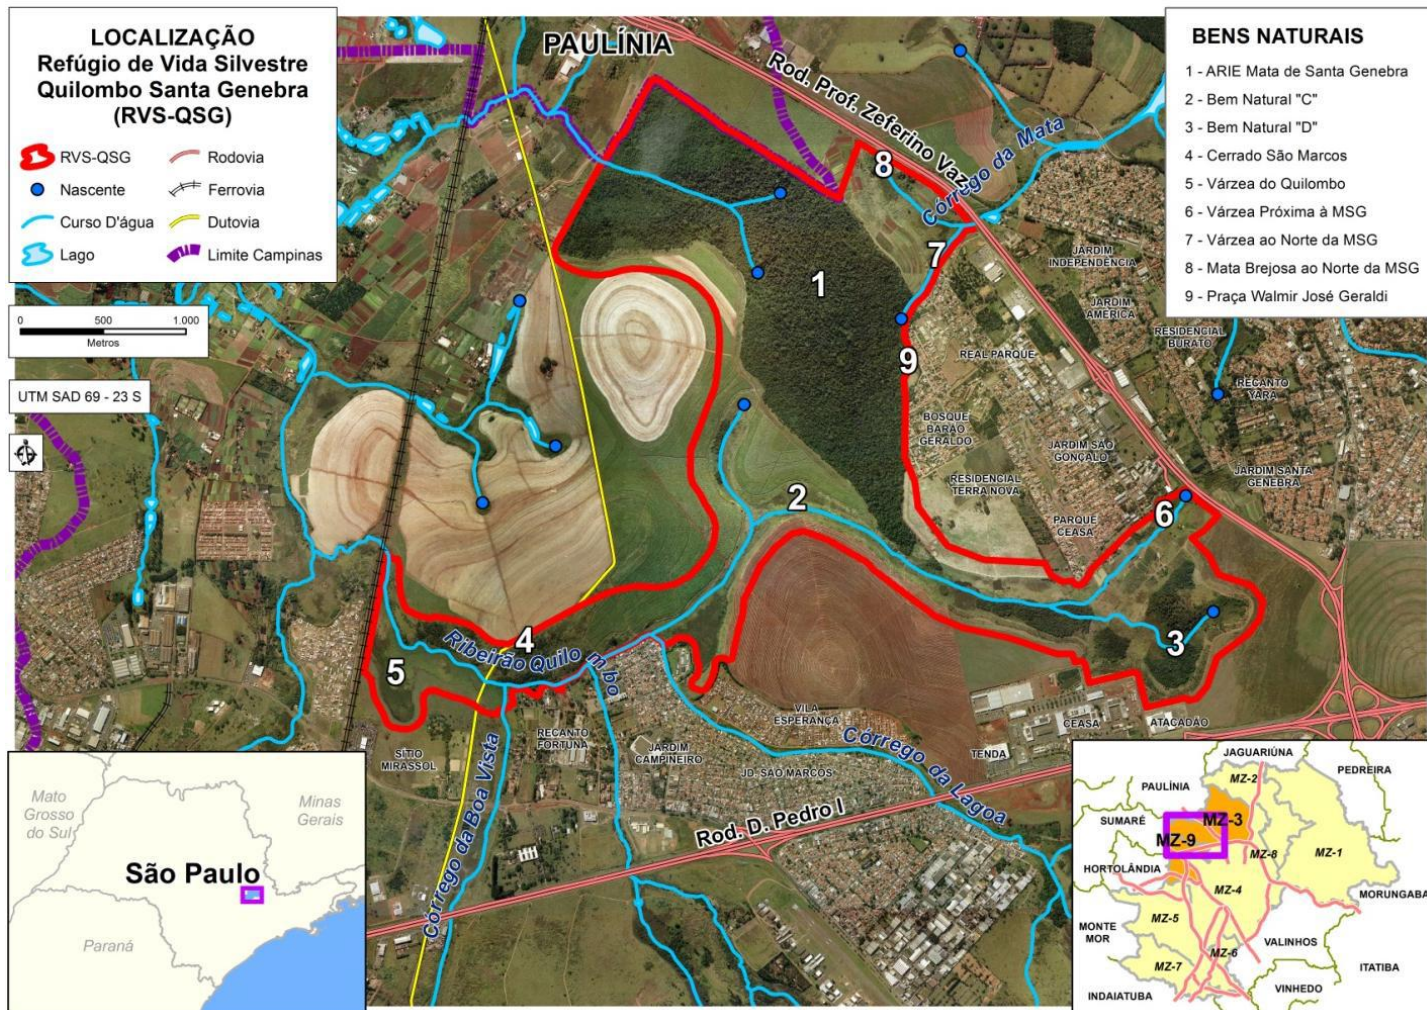 LOCALIZAÇÃO
Refúgio de Vida Silvestre
Quilombo Santa Genebra
(RVS-QSG)
RVS-QSG
Rodovia
Nascente
Ferrovia
Curso D'água
Dutovia
Lago
Limite Campinas
0 500 1.000
Metros
UTM SAD 69 - 23 S
BENS NATURAIS
1 - ARIE Mata de Santa Genebra
2 - Bem Natural "C"
3 - Bem Natural "D"
4 - Cerrado São Marcos
5 - Várzea do Quilombo
6 - Várzea Próxima à MSG
7 - Várzea ao Norte da MSG
8 - Mata Brejosa ao Norte da MSG
9 - Praça Walmir José Geraldi
PAULÍNIA
Rod. Prof. Zeferino Vaz
Córrego da Mata
8
7
1
9
JARDIM
INDEPENDÊNCIA
JARDIM
AMÉRICA
RESIDENCIAL
BURATO
REAL PARQUE
RECANTO
YARA
BOSQUE
BARÃO
GERALDO
JARDIM SÃO
GONÇALO
JARDIM SANTA
GENEBRA
RESIDENCIAL
TERRA NOVA
2
6
PARQUE
CEASA
3
4
5
Ribeirão Quilombo
VILA
ESPERANÇA
CEASA
ATACADÃO
TENDA
SÍTIO
MIRASSOL
RECANTO
FORTUNA
JARDIM
CAMPINEIRO
JD. SÃO MARCOS
Córrego da Lagoa
Córrego da Boa Vista
Rod. D. Pedro I
Mato
Grosso
do Sul
Minas
Gerais
São Paulo
Paraná
JAGUARIÚNA
PEDREIRA
PAULÍNIA
MZ-2
SUMARÉ
MZ-3
MZ-9
MZ-8
MZ-1
HORTOLÂNDIA
MZ-4
MORUNGABA
MZ-5
MONTE
MOR
VALINHOS
MZ-6
ITATIBA
MZ-7
INDAIATUBA
VINHEDO